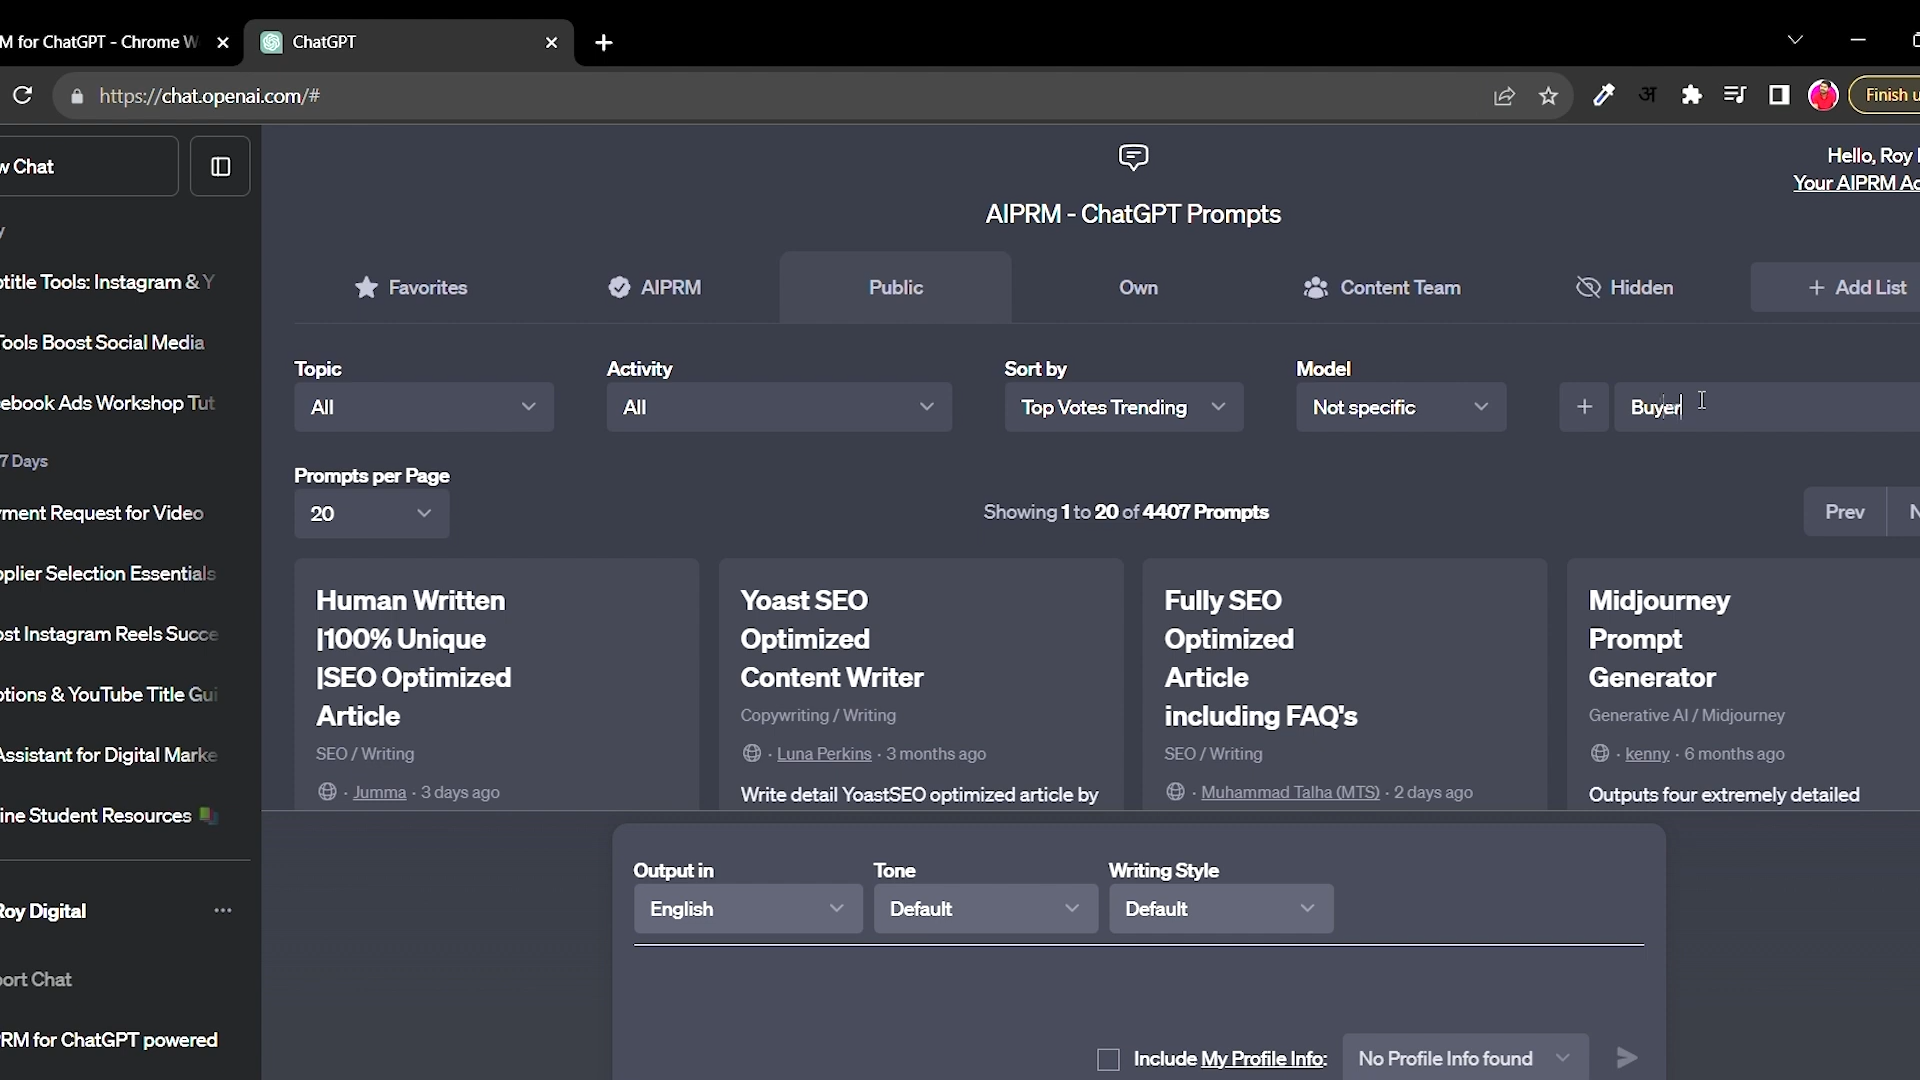 M for ChatGPT - Chrome W
ChatGPT
https://chat.openai.com/#
Finish u
w Chat
Hello, Roy
Your AIPRM Ac
AIPRM - ChatGPT Prompts
Favorites
AIPRM
Public
Own
Content Team
Hidden
+ Add List
y
otitle Tools: Instagram & Y
Tools Boost Social Media
cebook Ads Workshop Tut
7 Days
yment Request for Video
pplier Selection Essentials
ost Instagram Reels Succe
ptions & YouTube Title Gui
Assistant for Digital Marke
ine Student Resources
Topic
Activity
Sort by
Model
All
All
Top Votes Trending
Not specific
+
Buyer
Prompts per Page
20
Showing 1 to 20 of 4407 Prompts
Prev
N
Human Written
|100% Unique
|SEO Optimized
Article
SEO / Writing
· Jumma · 3 days ago
Yoast SEO
Optimized
Content Writer
Copywriting / Writing
· Luna Perkins · 3 months ago
Write detail YoastSEO optimized article by
Fully SEO
Optimized
Article
including FAQ's
SEO / Writing
· Muhammad Talha (MTS) · 2 days ago
Midjourney
Prompt
Generator
Generative AI / Midjourney
· kenny · 6 months ago
Outputs four extremely detailed
Output in
Tone
Writing Style
English
Default
Default
Include My Profile Info:
No Profile Info found
Roy Digital
port Chat
PRM for ChatGPT powered
अ